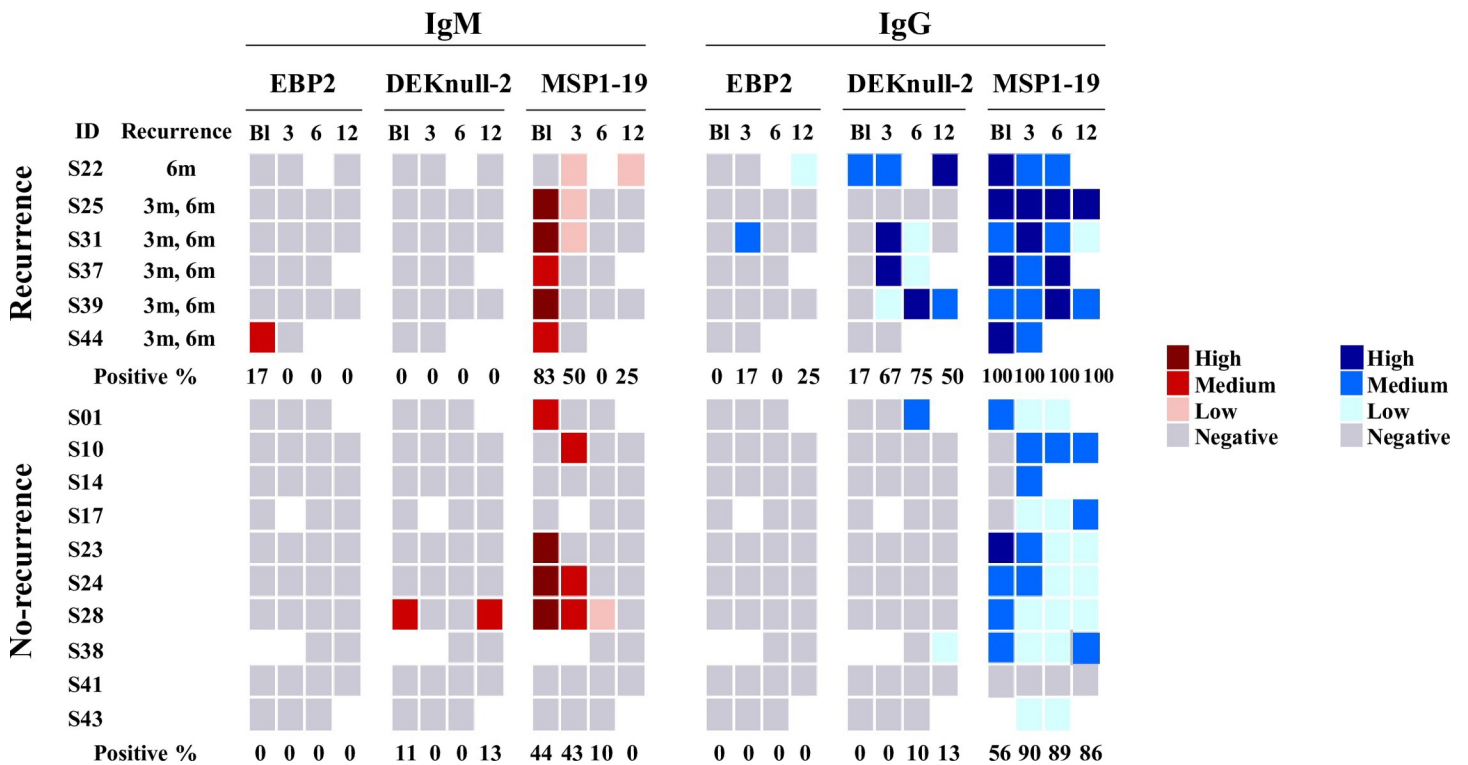 IgM IgG
EBP2 DEKnull-2 MSP1-19 EBP2 DEKnull-2 MSP1-19
ID Recurrence Bl 3 6 12 Bl 3 6 12 Bl 3 6 12 Bl 3 6 12 Bl 3 6 12 Bl 3 6 12
Recurrence
S22 6m
S25 3m, 6m
S31 3m, 6m
S37 3m, 6m
S39 3m, 6m
S44 3m, 6m
Positive % 17 0 0 0 0 0 0 0 83 50 0 25 0 17 0 25 17 67 75 50 100 100 100 100
High High
Medium Medium
Low Low
Negative Negative
No-recurrence
S01
S10
S14
S17
S23
S24
S28
S38
S41
S43
Positive % 0 0 0 0 11 0 0 13 44 43 10 0 0 0 0 0 0 0 10 13 56 90 89 86